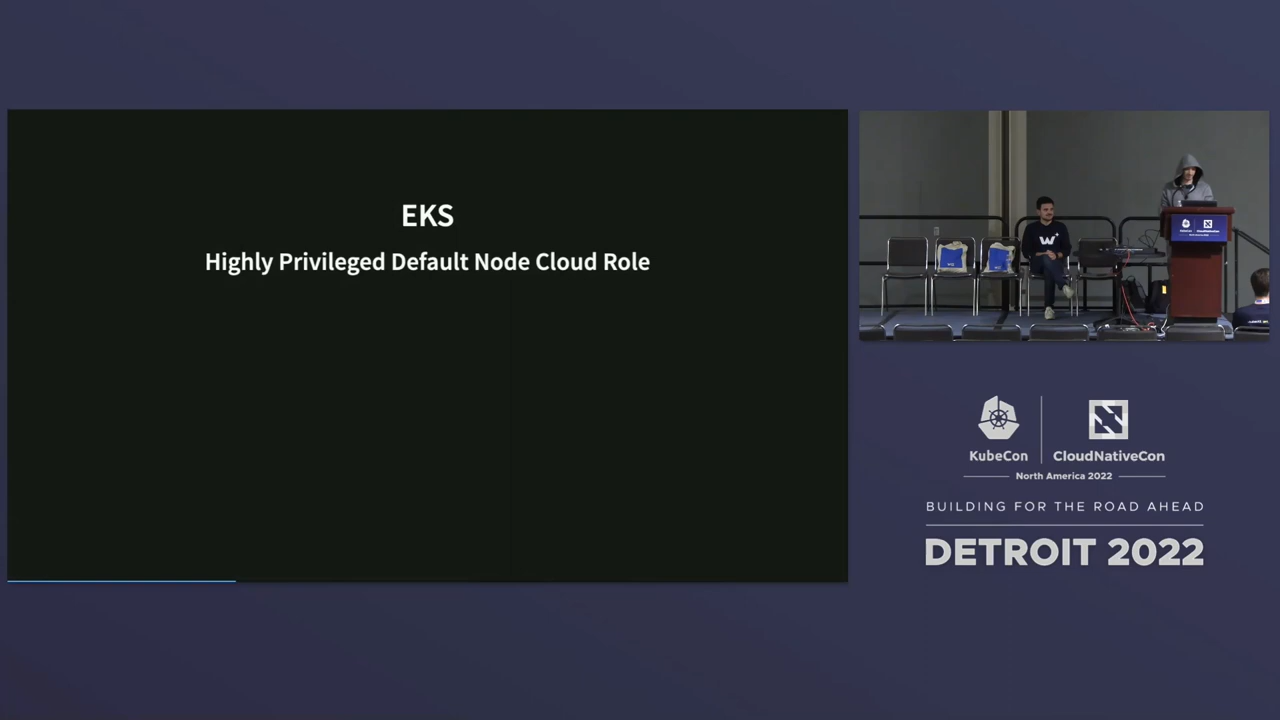 EKS
Highly Privileged Default Node Cloud Role
W
KubeCon
CloudNativeCon
North America 2022
BUILDING FOR THE ROAD AHEAD
DETROIT 2022